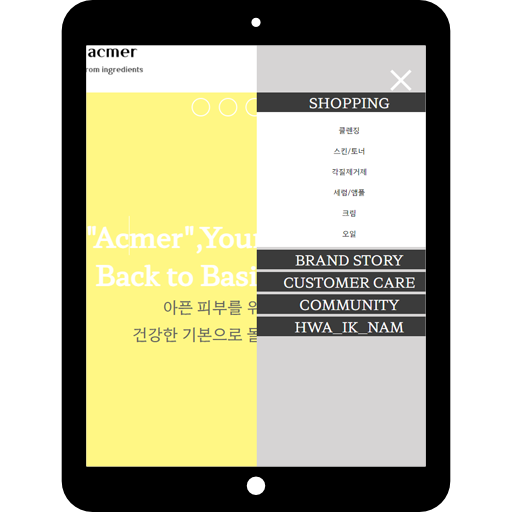 acmer
rom ingredients
SHOPPING
클렌징
스킨/토너
각질제거제
세럼/앰플
크림
오일
"Acmer",Your
Back to Basi
아픈 피부를 위
건강한 기본으로 돌
BRAND STORY
CUSTOMER CARE
COMMUNITY
HWA_IK_NAM